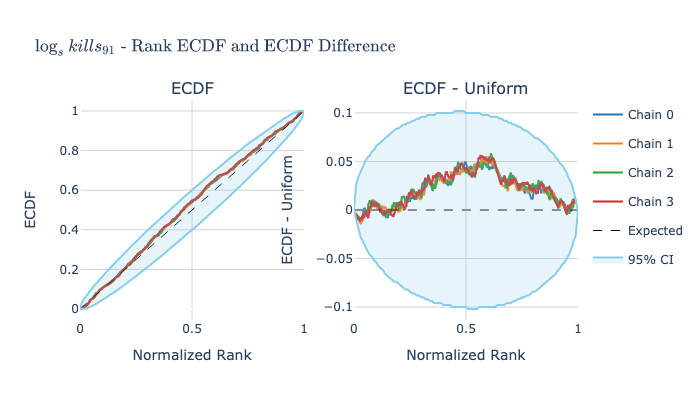 log_s kills_91 - Rank ECDF and ECDF Difference
ECDF
ECDF - Uniform
ECDF
1
0.8
0.6
0.4
0.2
0
0
0.5
1
Normalized Rank
ECDF - Uniform
0.1
0.05
0
−0.05
−0.1
0
0.5
1
Normalized Rank
Chain 0
Chain 1
Chain 2
Chain 3
Expected
95% CI